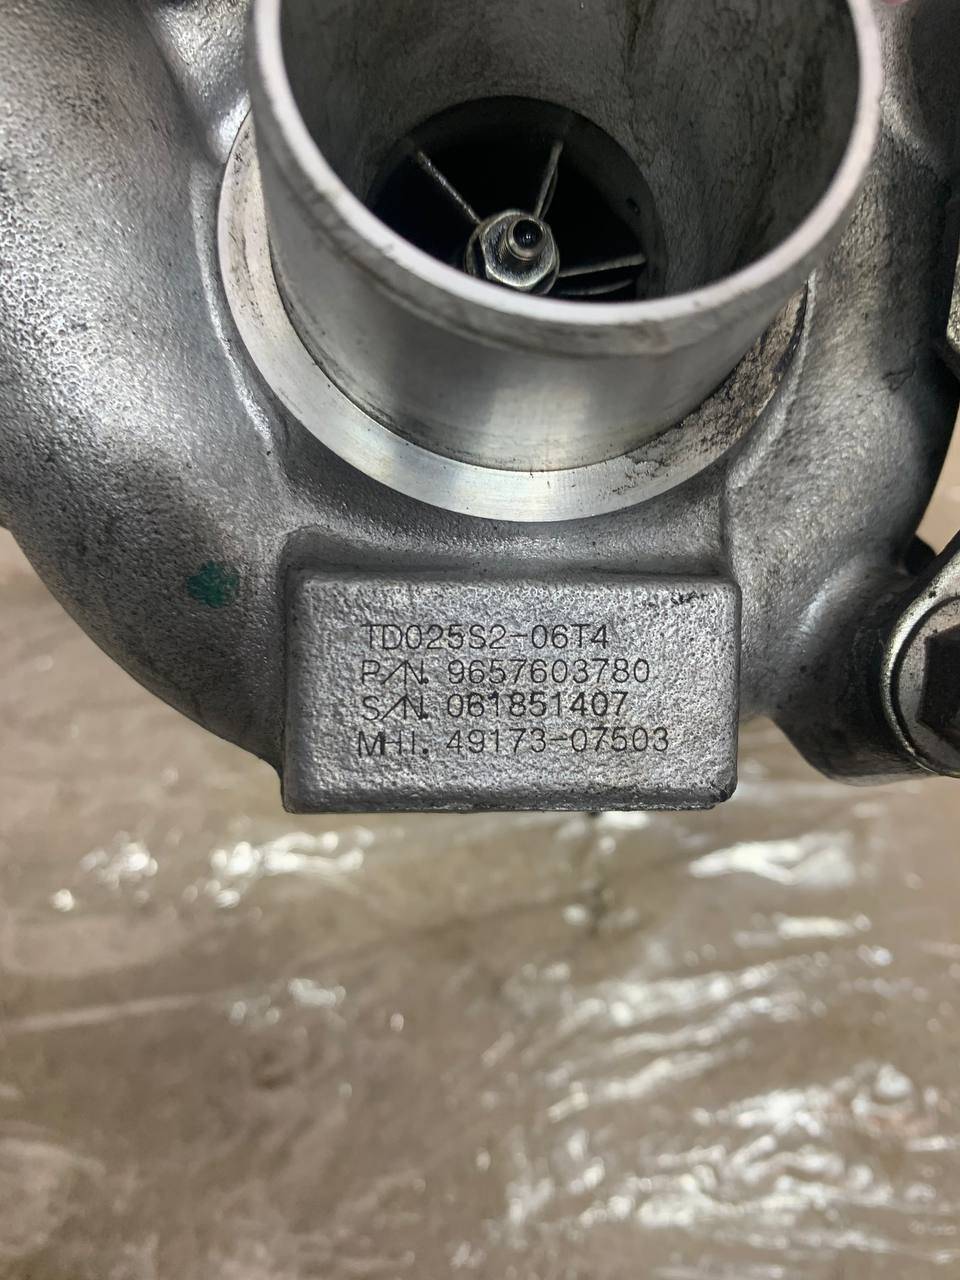 TD025S2-06T4
P/N. 9657603780
S/N. 061851407
MHI. 49173-07503